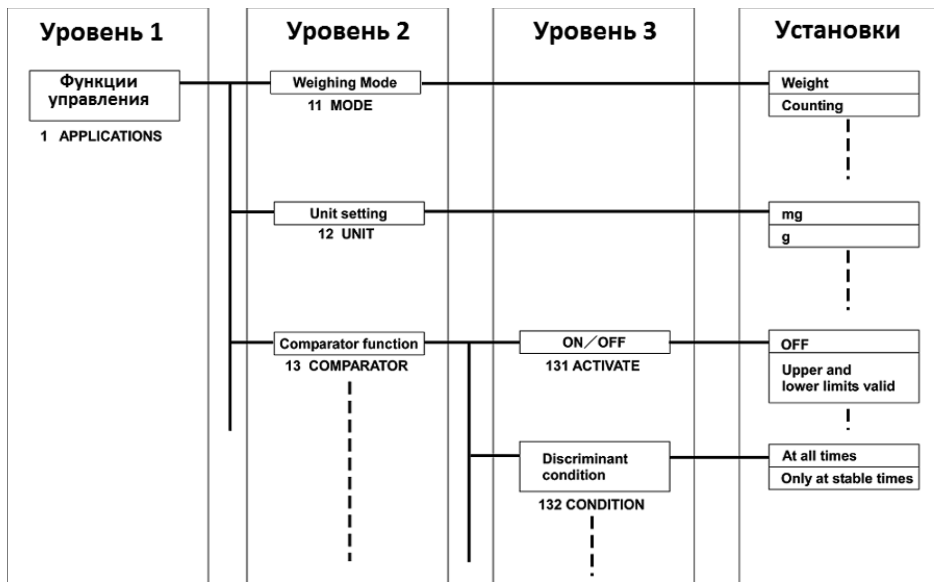 Уровень 1
Уровень 2
Уровень 3
Установки
Функции
управления
1 APPLICATIONS
Weighing Mode
11 MODE
Weight
Counting
Unit setting
12 UNIT
mg
g
Comparator function
13 COMPARATOR
ON／OFF
131 ACTIVATE
OFF
Upper and
lower limits valid
Discriminant
condition
132 CONDITION
At all times
Only at stable times